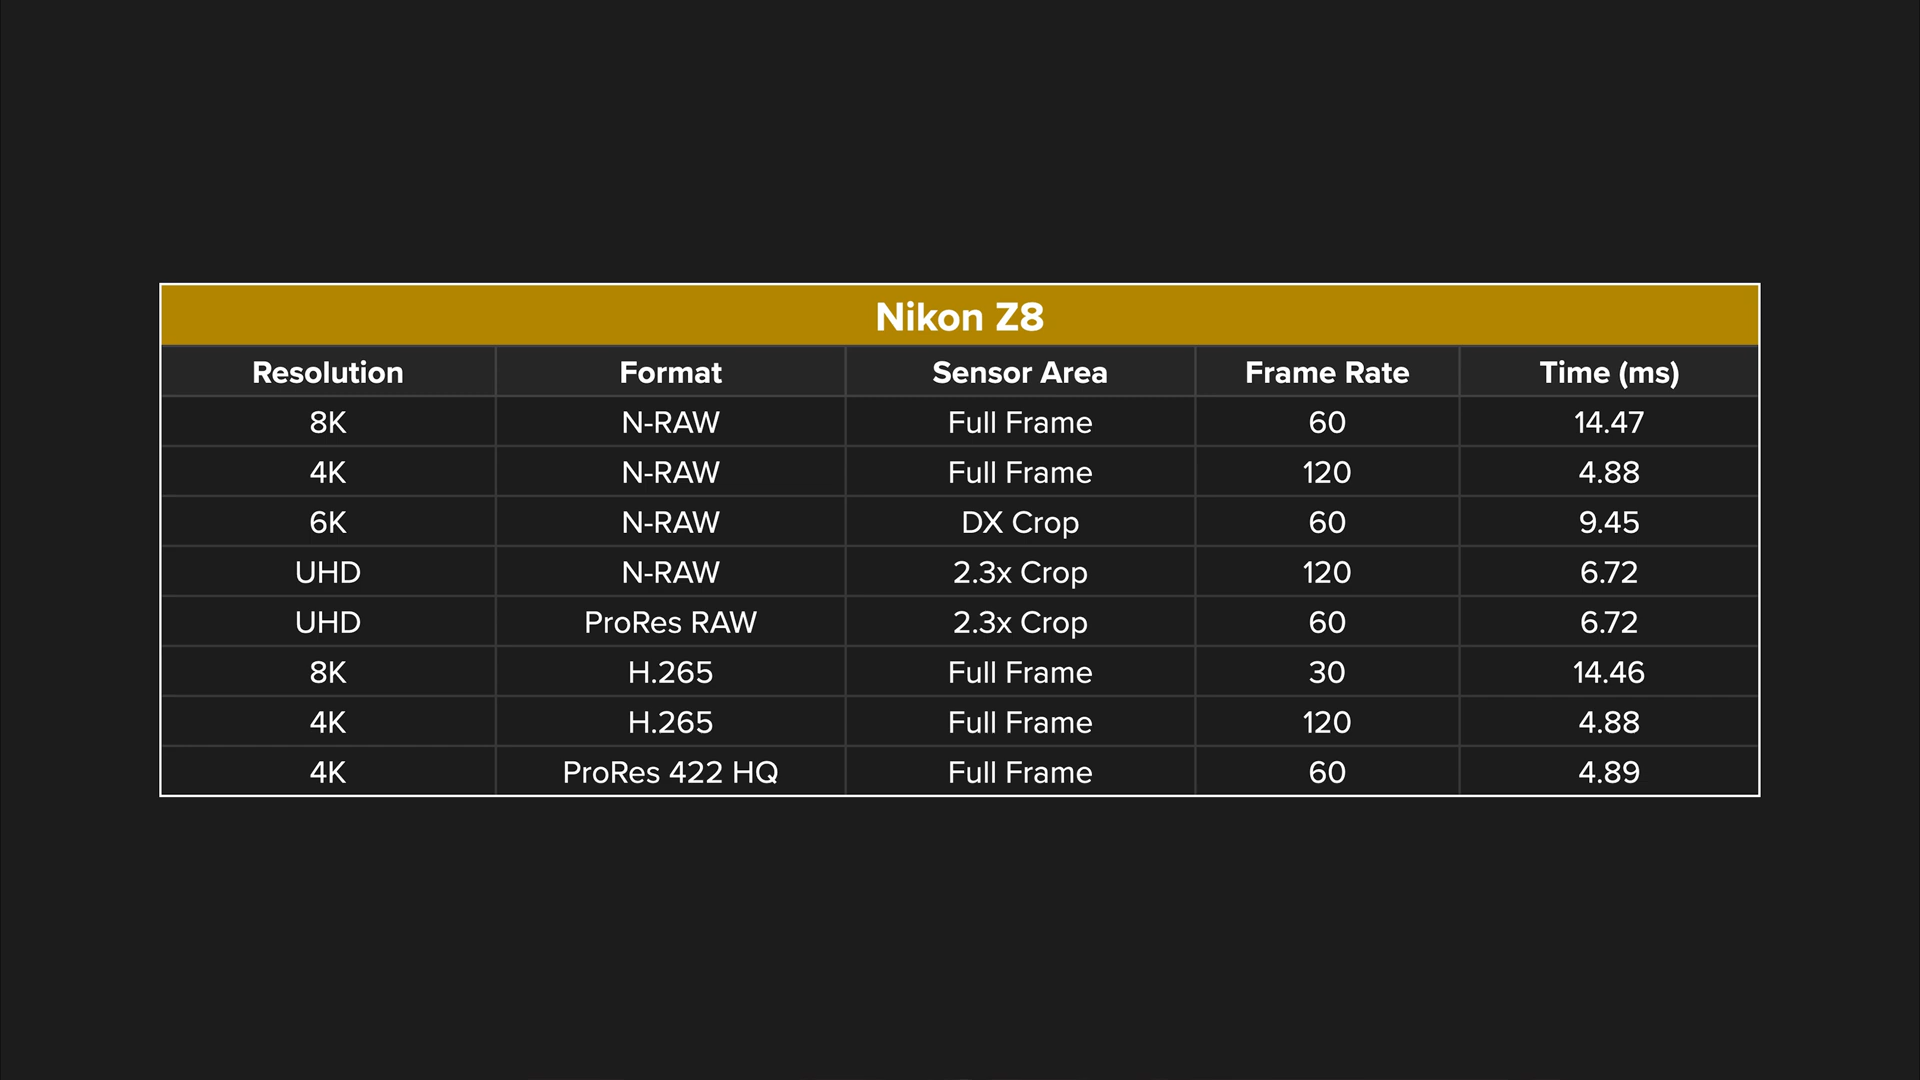 Nikon Z8
Resolution Format Sensor Area Frame Rate Time (ms)
8K N-RAW Full Frame 60 14.47
4K N-RAW Full Frame 120 4.88
6K N-RAW DX Crop 60 9.45
UHD N-RAW 2.3x Crop 120 6.72
UHD ProRes RAW 2.3x Crop 60 6.72
8K H.265 Full Frame 30 14.46
4K H.265 Full Frame 120 4.88
4K ProRes 422 HQ Full Frame 60 4.89